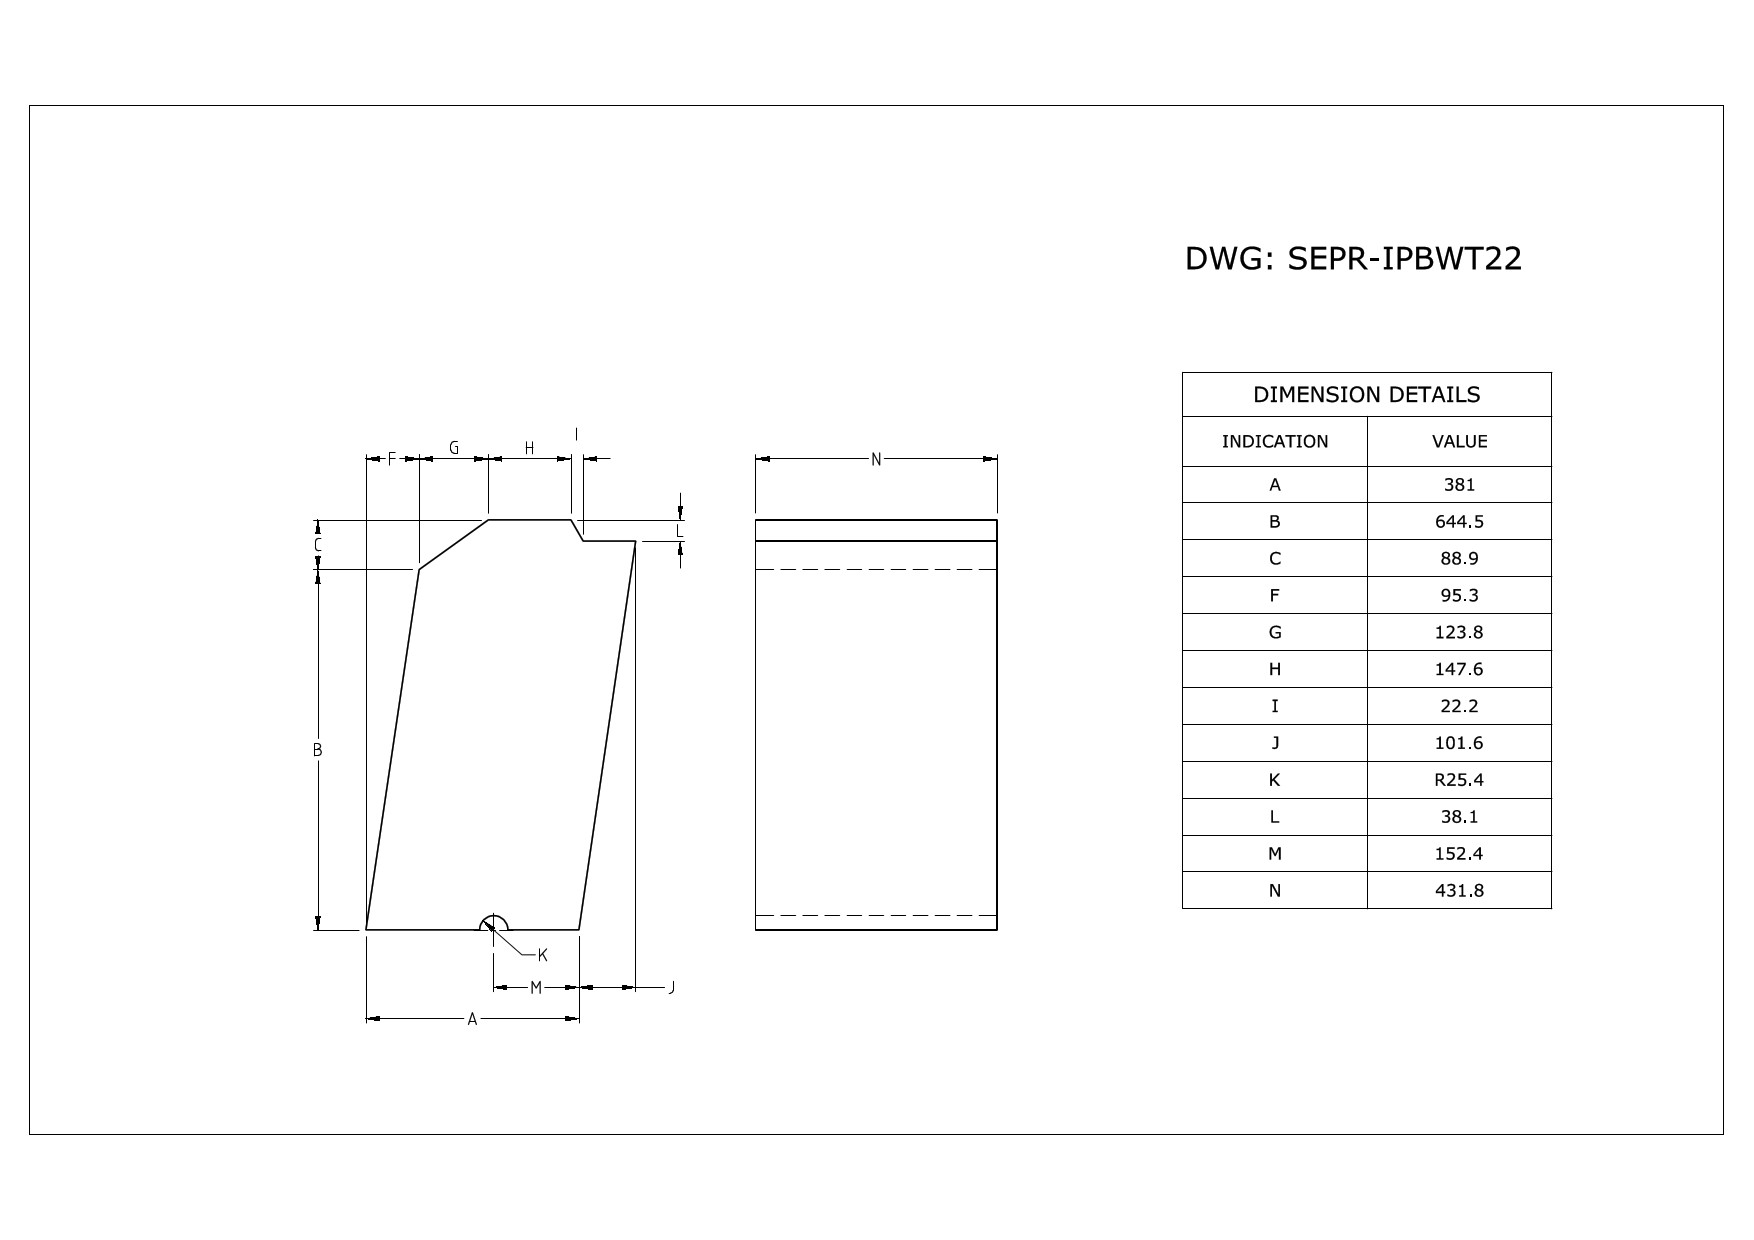 DWG: SEPR-IPBWT22
DIMENSION DETAILS
INDICATION VALUE
A 381
B 644.5
C 88.9
F 95.3
G 123.8
H 147.6
I 22.2
J 101.6
K R25.4
L 38.1
M 152.4
N 431.8
I
F G H
N
L
C
B
K
M J
A